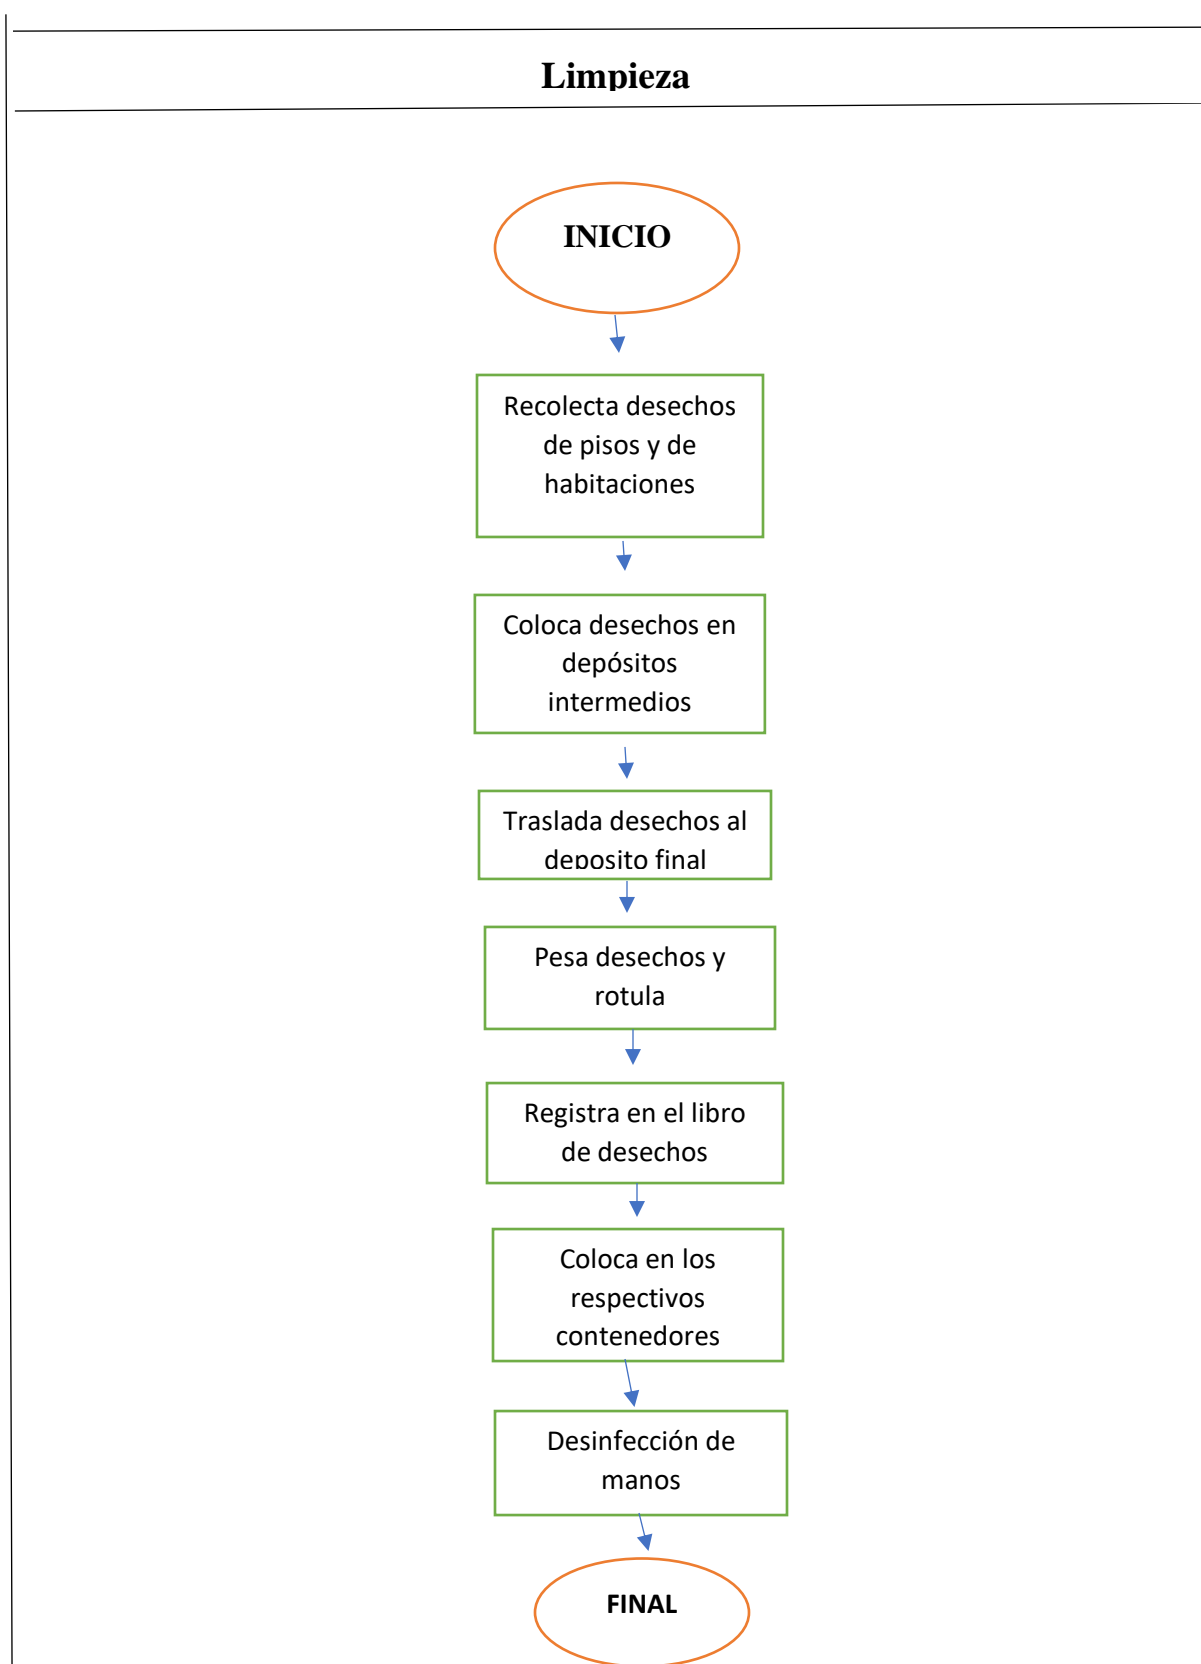 Limpieza
INICIO
Recolecta desechos
de pisos y de
habitaciones
Coloca desechos en
depósitos
intermedios
Traslada desechos al
deposito final
Pesa desechos y
rotula
Registra en el libro
de desechos
Coloca en los
respectivos
contenedores
Desinfección de
manos
FINAL